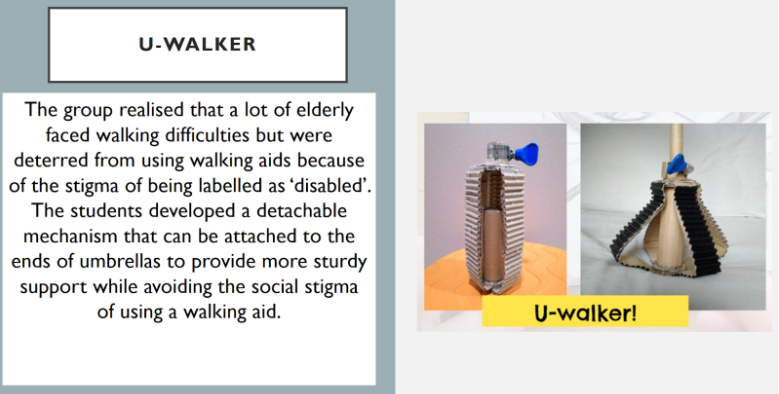 U-WALKER
The group realised that a lot of elderly
faced walking difficulties but were
deterred from using walking aids because
of the stigma of being labelled as ‘disabled’.
The students developed a detachable
mechanism that can be attached to the
ends of umbrellas to provide more sturdy
support while avoiding the social stigma
of using a walking aid.
U-walker!